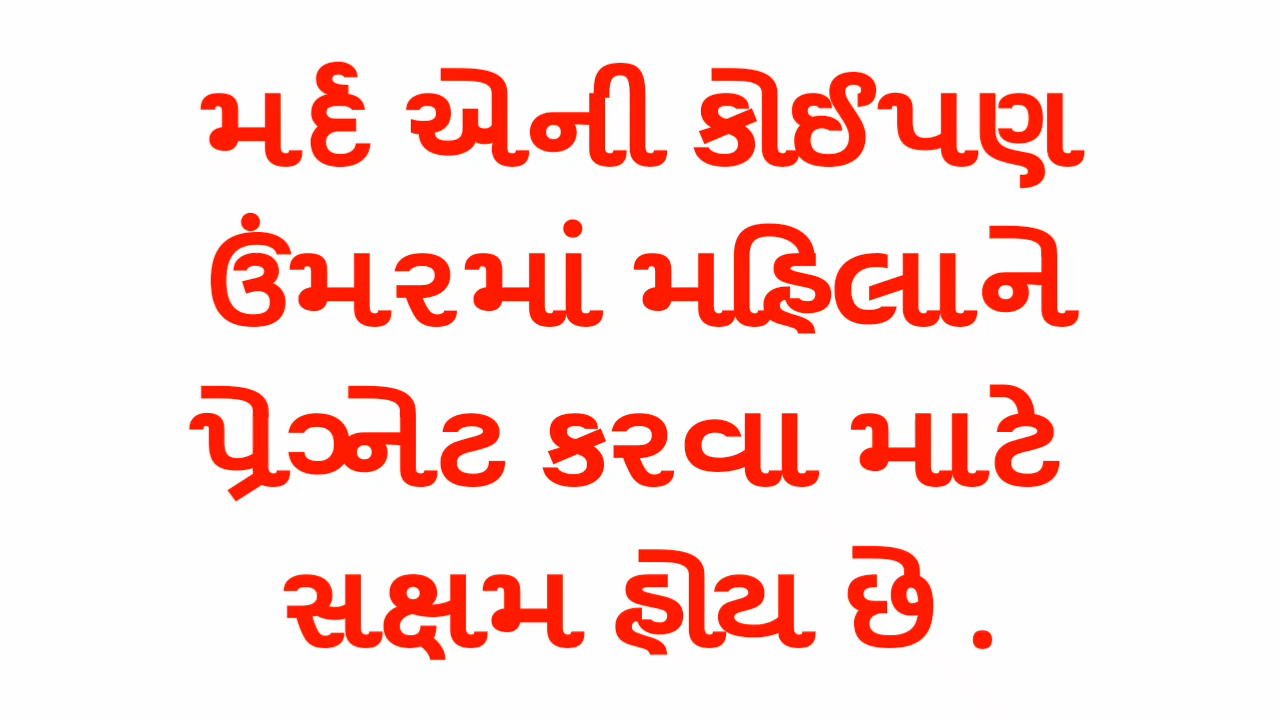 મર્દ એની કોઈપણ
ઉંમરમાં મહિલાને
પ્રેગ્નેટ કરવા માટે
સક્ષમ હોય છે .